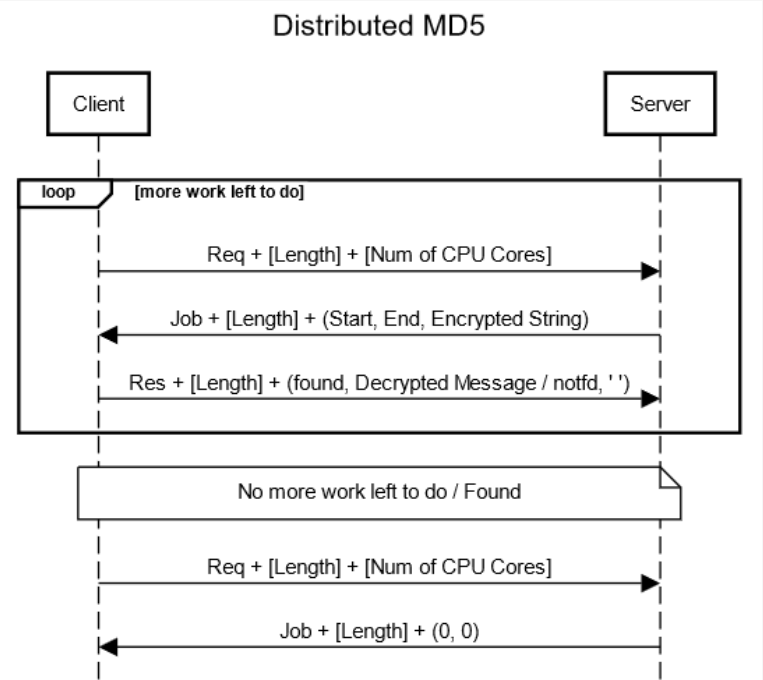 Distributed MD5
Client
Server
loop
[more work left to do]
Req + [Length] + [Num of CPU Cores]
Job + [Length] + (Start, End, Encrypted String)
Res + [Length] + (found, Decrypted Message / notfd, ' ')
No more work left to do / Found
Req + [Length] + [Num of CPU Cores]
Job + [Length] + (0, 0)